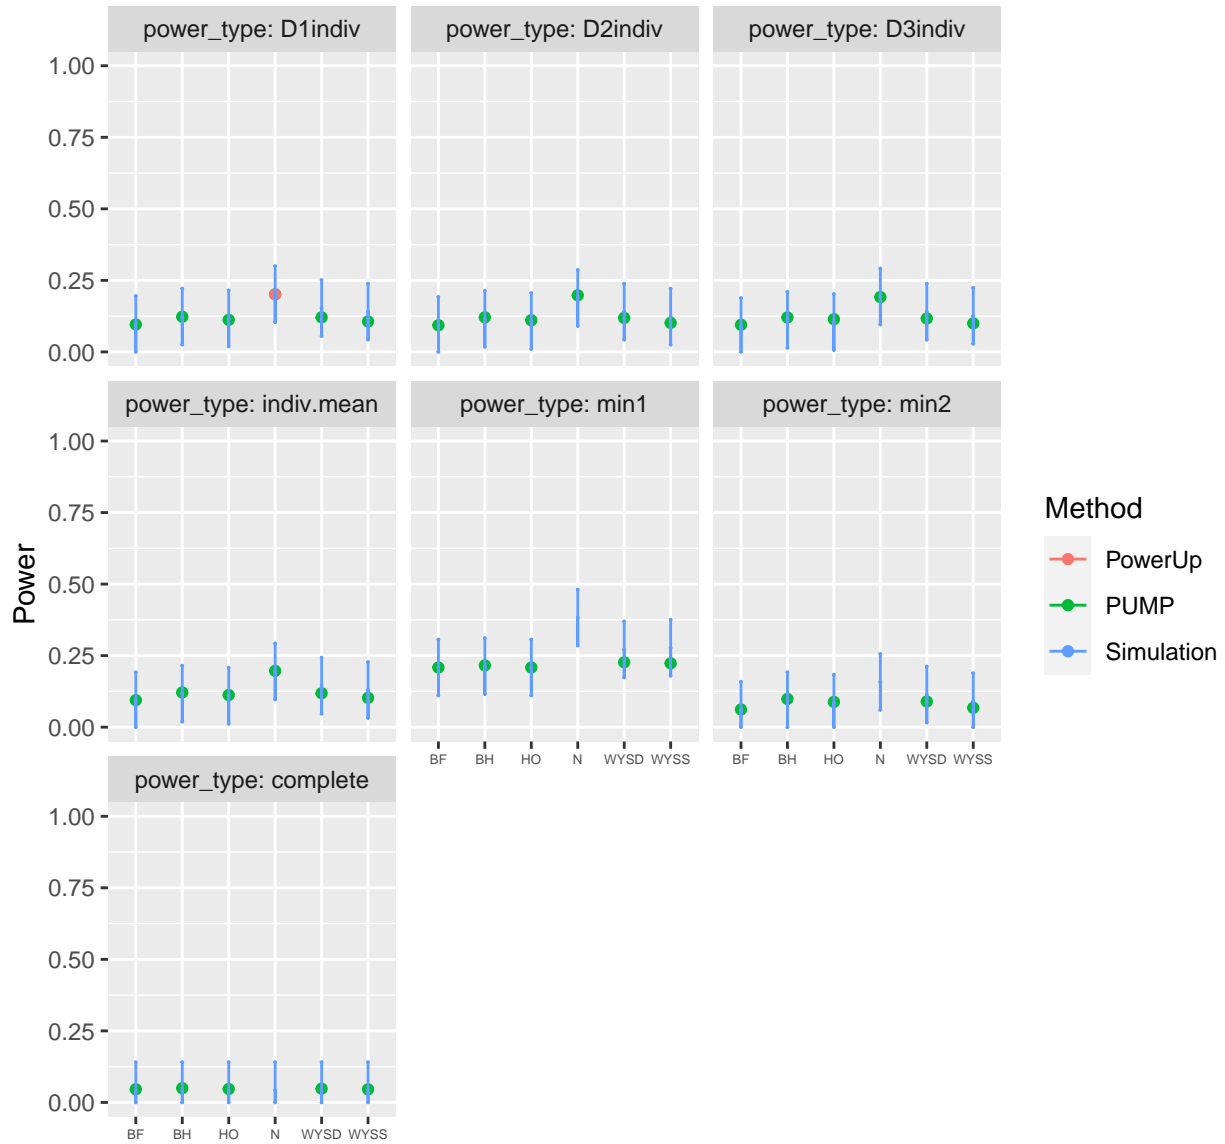 power_type: D1indiv
power_type: D2indiv
power_type: D3indiv
1.00
0.75
0.50
0.25
0.00
power_type: indiv.mean
power_type: min1
power_type: min2
1.00
0.75
0.50
0.25
0.00
BF BH HO N WYSD WYSS
BF BH HO N WYSD WYSS
power_type: complete
1.00
0.75
0.50
0.25
0.00
BF BH HO N WYSD WYSS
Power
Method
PowerUp
PUMP
Simulation